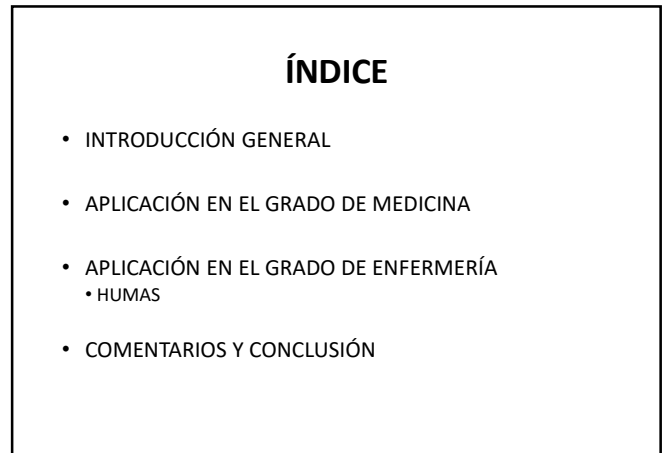 ÍNDICE
• INTRODUCCIÓN GENERAL
• APLICACIÓN EN EL GRADO DE MEDICINA
• APLICACIÓN EN EL GRADO DE ENFERMERÍA
• HUMAS
• COMENTARIOS Y CONCLUSIÓN